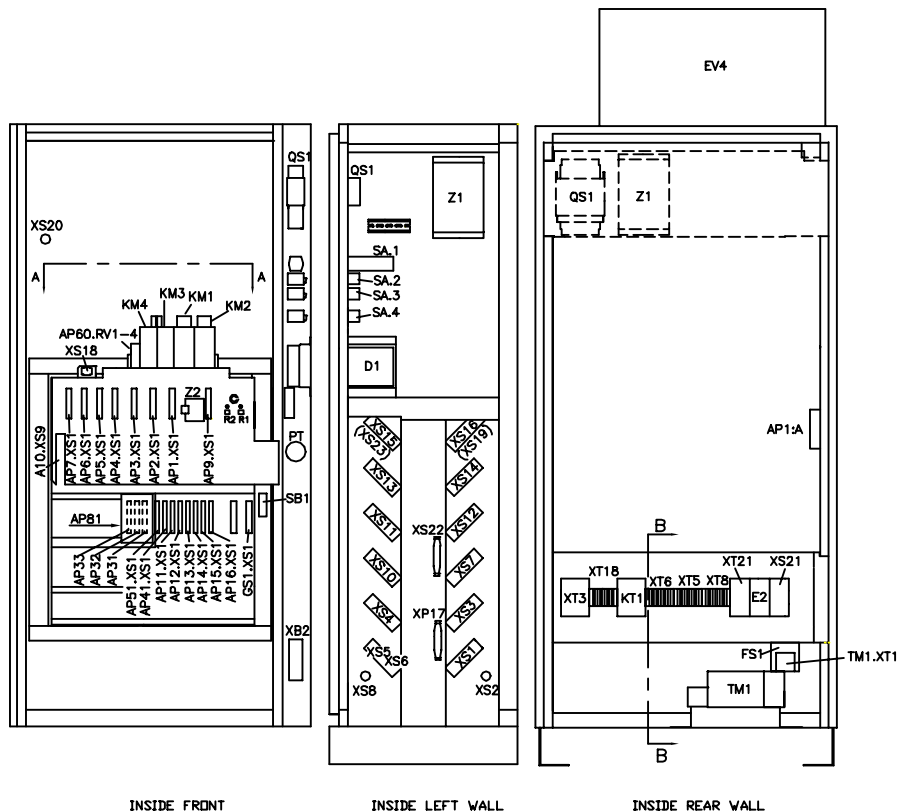 EV4
QS1
XS20
A A
KM3
KM4
KM1
KM2
AP60.RV1-4
XS18
Z2
C
R2 R1
A10.XS9
AP7.XS1
AP6.XS1
AP5.XS1
AP4.XS1
AP3.XS1
AP2.XS1
AP1.XS1
AP9.XS1
PT
SB1
AP81
AP33
AP32
AP31
AP51.XS1
AP41.XS1
AP11.XS1
AP12.XS1
AP13.XS1
AP14.XS1
AP15.XS1
AP16.XS1
GS1.XS1
XB2
INSIDE FRONT
QS1
Z1
SA.1
SA.2
SA.3
SA.4
D1
XS15
(XS23)
XS16
(XS19)
XS13
XS14
XS11
XS12
XS22
XS10
XS7
XS4
XP17
XS3
XS5
XS6
XS1
XS8
XS2
INSIDE LEFT WALL
QS1
Z1
AP1:A
B
XT18
XT6
XT5
XT8
XT21
XS21
XT3
KT1
E2
FS1
TM1.XT1
TM1
B
INSIDE REAR WALL